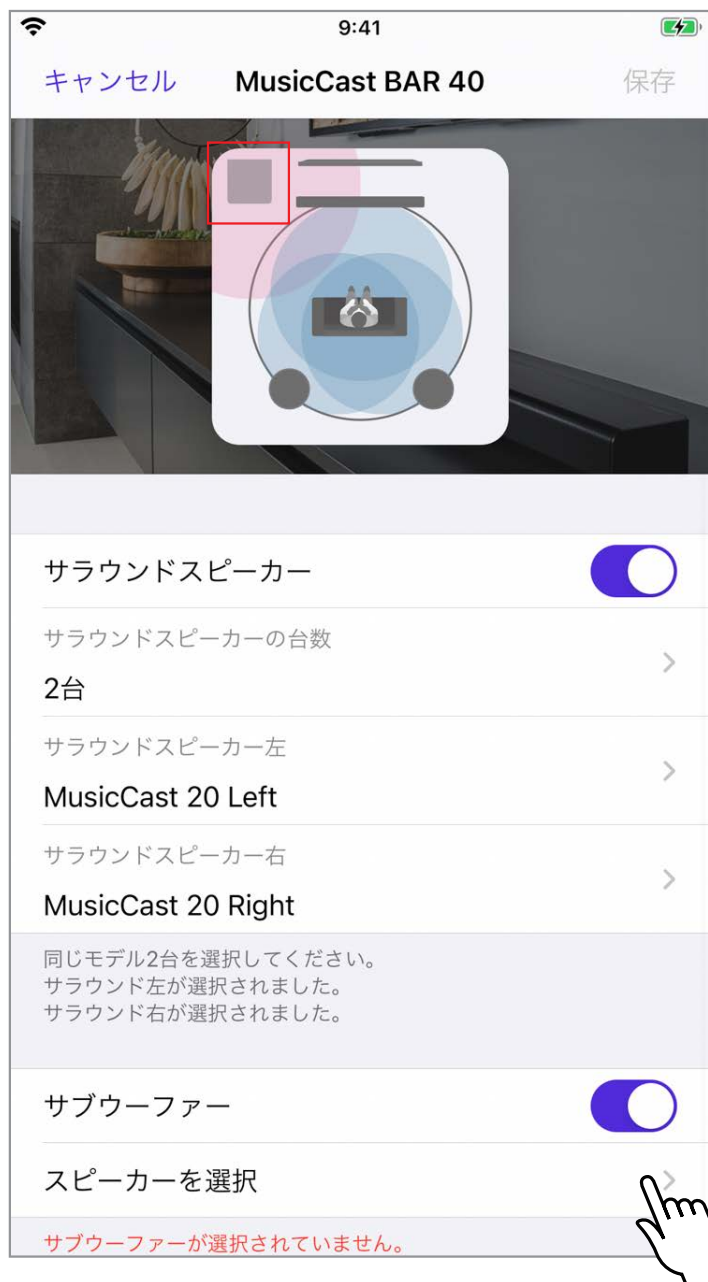 9:41
キャンセル MusicCast BAR 40 保存
サラウンドスピーカー
サラウンドスピーカーの台数
2台
サラウンドスピーカー左
MusicCast 20 Left
サラウンドスピーカー右
MusicCast 20 Right
同じモデル2台を選択してください。
サラウンド左が選択されました。
サラウンド右が選択されました。
サブウーファー
スピーカーを選択
サブウーファーが選択されていません。